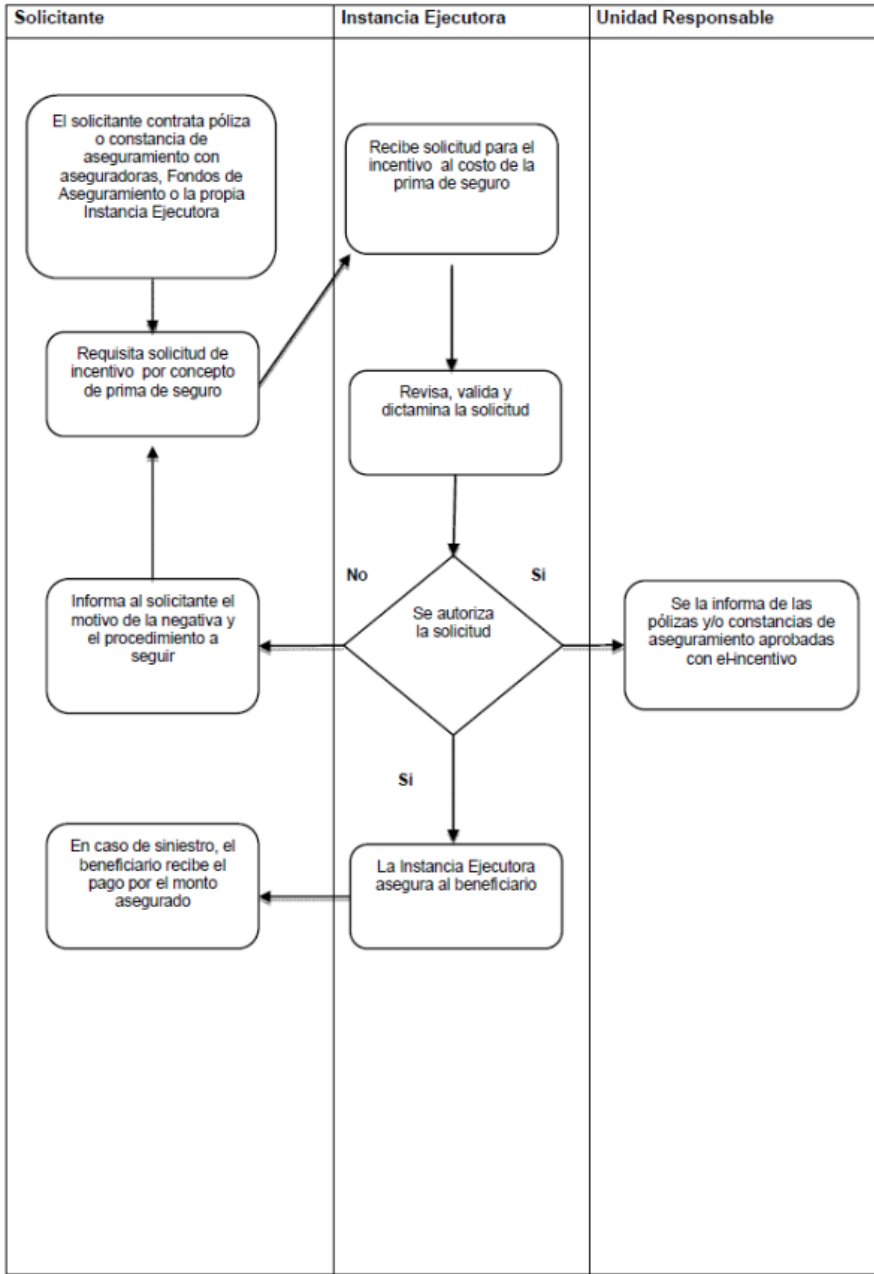 Solicitante
Instancia Ejecutora
Unidad Responsable
El solicitante contrata póliza
o constancia de
aseguramiento con
aseguradoras, Fondos de
Aseguramiento o la propia
Instancia Ejecutora
Recibe solicitud para el
incentivo al costo de la
prima de seguro
Requisita solicitud de
incentivo por concepto
de prima de seguro
Revisa, valida y
dictamina la solicitud
No
Si
Se autoriza
la solicitud
Informa al solicitante el
motivo de la negativa y
el procedimiento a
seguir
Se la informa de las
pólizas y/o constancias de
aseguramiento aprobadas
con el incentivo
Si
En caso de siniestro, el
beneficiario recibe el
pago por el monto
asegurado
La Instancia Ejecutora
asegura al beneficiario